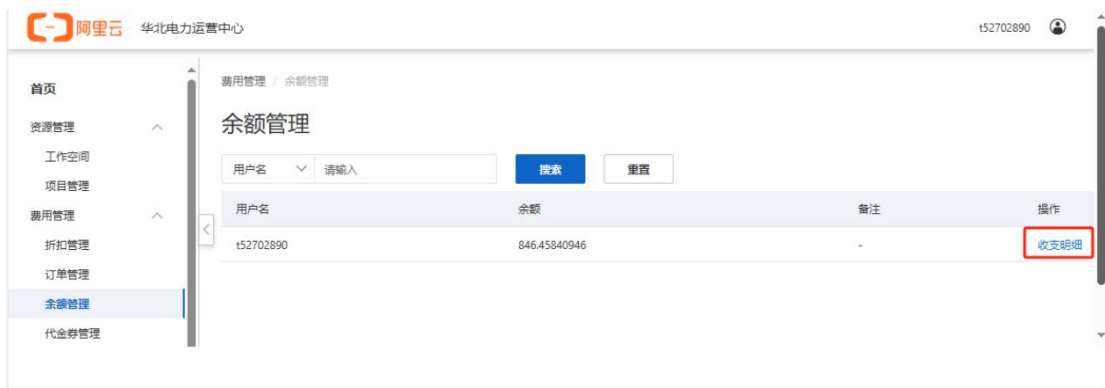 阿里云 华北电力运营中心 t52702890
首页
资源管理
工作空间
项目管理
费用管理
折扣管理
订单管理
余额管理
代金券管理
费用管理 / 余额管理
余额管理
用户名 请输入 搜索 重置
用户名 余额 备注 操作
t52702890 846.45840946 - 收支明细